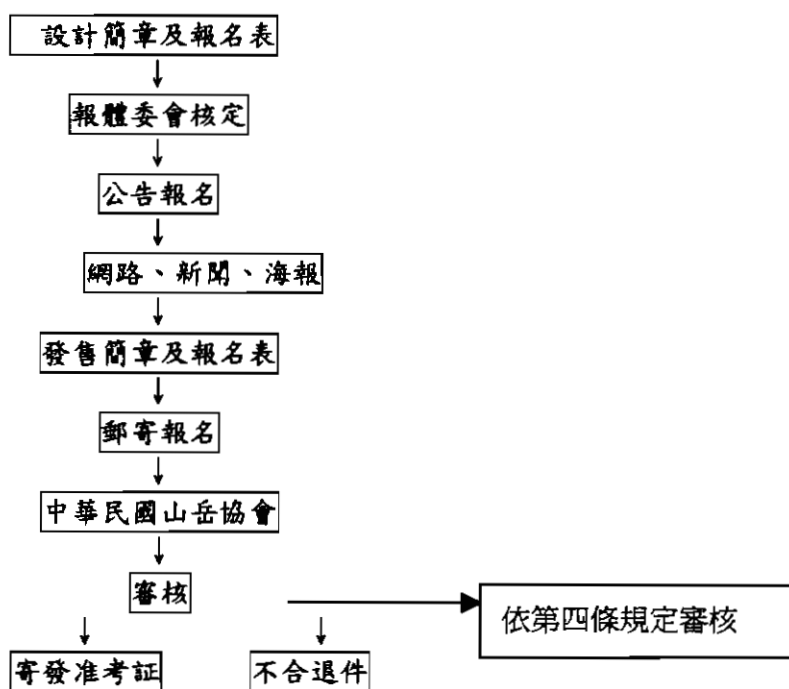 設計簡章及報名表
報體委會核定
公告報名
網路、新聞、海報
發售簡章及報名表
郵寄報名
中華民國山岳協會
審核
依第四條規定審核
寄發准考証
不合退件